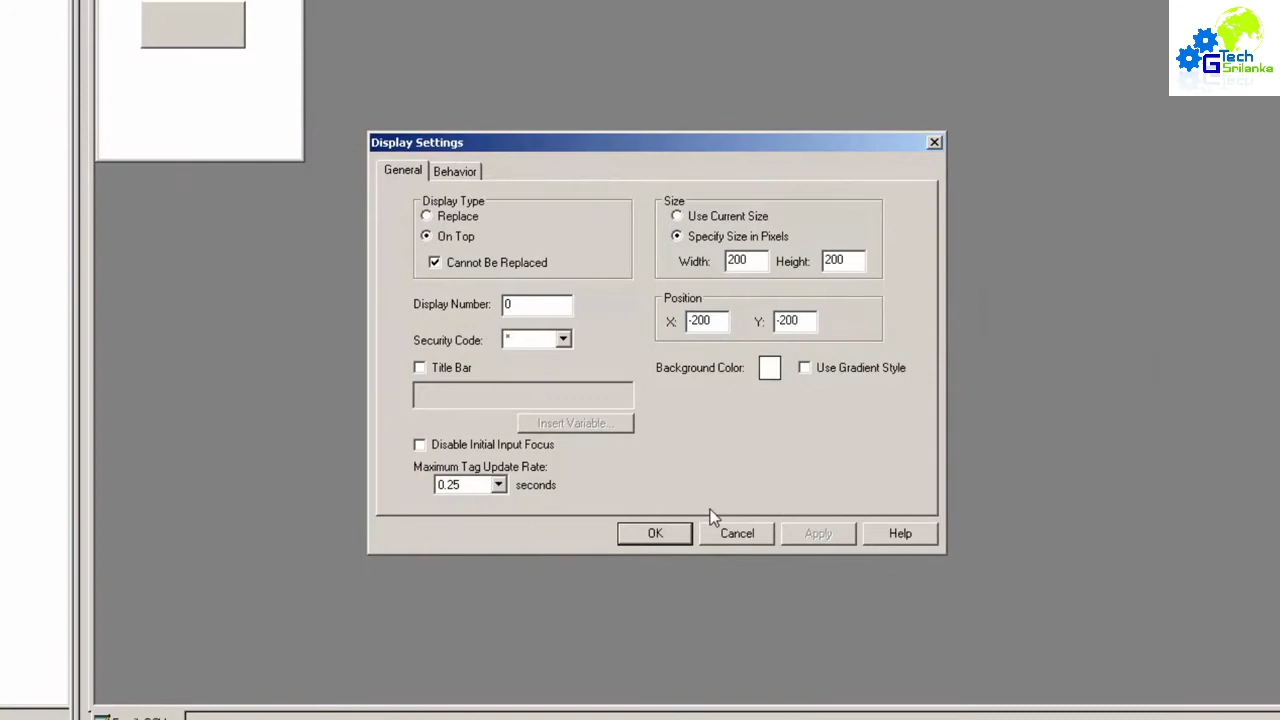 Tech
G Srilanka
Display Settings
General Behavior
Display Type
Replace
On Top
Cannot Be Replaced
Display Number: 0
Security Code: *
Title Bar
Insert Variable...
Disable Initial Input Focus
Maximum Tag Update Rate:
0.25 seconds
Size
Use Current Size
Specify Size in Pixels
Width: 200 Height: 200
Position
X: -200 Y: -200
Background Color: Use Gradient Style
OK Cancel Apply Help